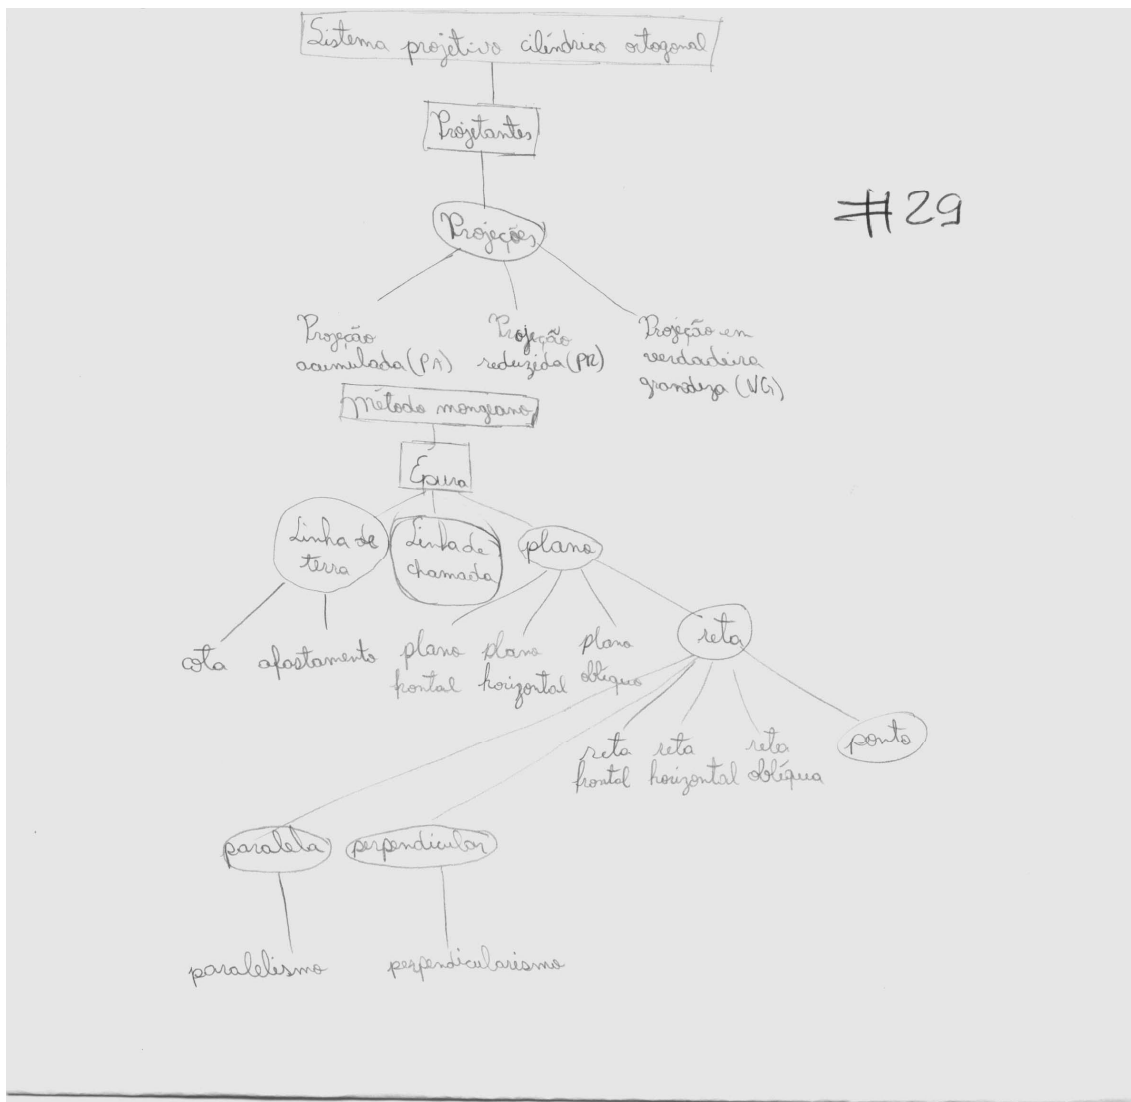 Sistema projetivo cilíndrico ortogonal
Projetantes
#29
Projeções
Projeção acumulada (PA)
Projeção reduzida (PR)
Projeção em verdadeira grandeza (VG)
método mongeano
Épura
Linha de terra
Linha de chamada
plano
cota
afastamento
plano frontal
plano horizontal
plano oblíquo
reta
reta frontal
reta horizontal
reta oblíqua
ponto
paralela
perpendicular
paralelismo
perpendicularismo